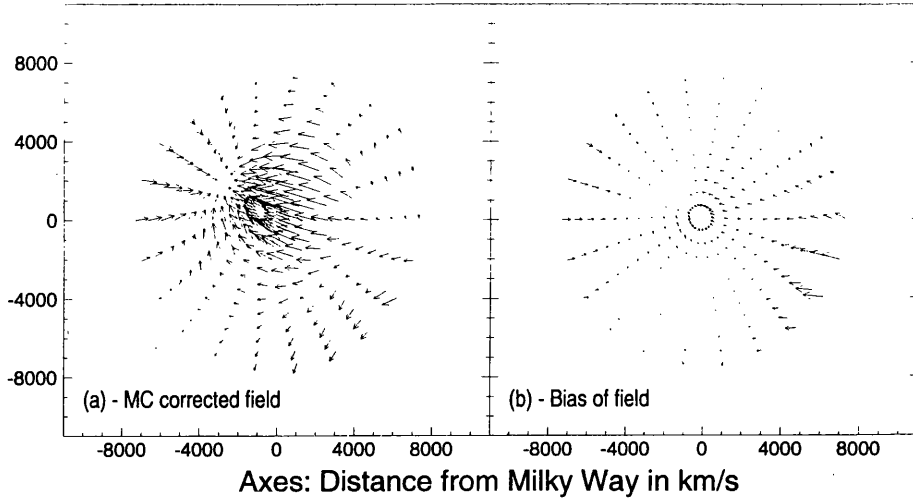 8000
4000
0
-4000
-8000
(a) - MC corrected field
(b) - Bias of field
-8000 -4000 0 4000 8000 -8000 -4000 0 4000 8000
Axes: Distance from Milky Way in km/s